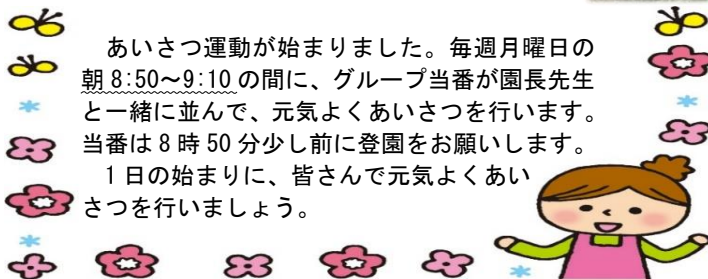 あいさつ運動が始まりました。毎週月曜日の
朝 8:50～9:10 の間に、グループ当番が園長先生
と一緒に並んで、元気よくあいさつを行います。
当番は 8 時 50 分少し前に登園をお願いします。
　1 日の始まりに、皆さんで元気よくあい
さつを行いましょう。